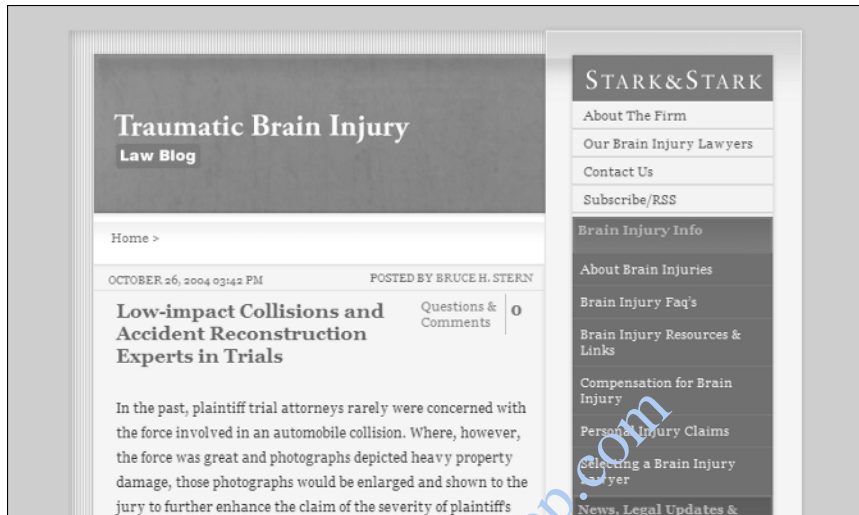 Traumatic Brain Injury
Law Blog
Home >
OCTOBER 26, 2004 03:42 PM
POSTED BY BRUCE H. STERN
Low-impact Collisions and
Accident Reconstruction
Experts in Trials
Questions &
Comments
0
In the past, plaintiff trial attorneys rarely were concerned with
the force involved in an automobile collision. Where, however,
the force was great and photographs depicted heavy property
damage, those photographs would be enlarged and shown to the
jury to further enhance the claim of the severity of plaintiff's
STARK&STARK
About The Firm
Our Brain Injury Lawyers
Contact Us
Subscribe/RSS
Brain Injury Info
About Brain Injuries
Brain Injury Faq's
Brain Injury Resources &
Links
Compensation for Brain
Injury
Personal Injury Claims
Selecting a Brain Injury
Lawyer
News, Legal Updates &
p.com